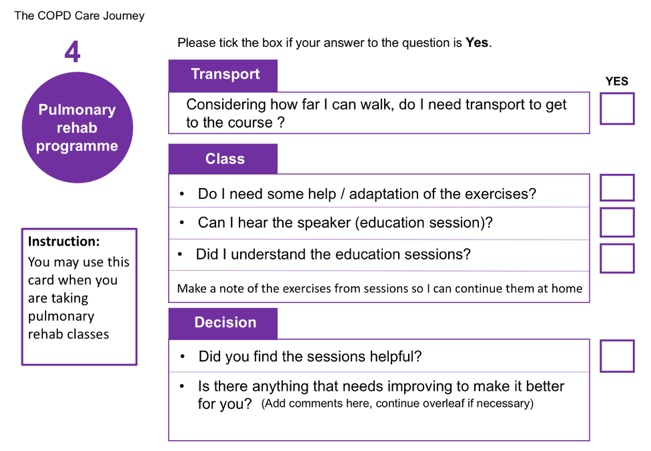 The COPD Care Journey
4
Pulmonary
rehab
programme
Instruction:
You may use this
card when you
are taking
pulmonary
rehab classes
Please tick the box if your answer to the question is Yes.
Transport
YES
Considering how far I can walk, do I need transport to get
to the course ?
Class
• Do I need some help / adaptation of the exercises?
• Can I hear the speaker (education session)?
• Did I understand the education sessions?
Make a note of the exercises from sessions so I can continue them at home
Decision
• Did you find the sessions helpful?
• Is there anything that needs improving to make it better
for you? (Add comments here, continue overleaf if necessary)